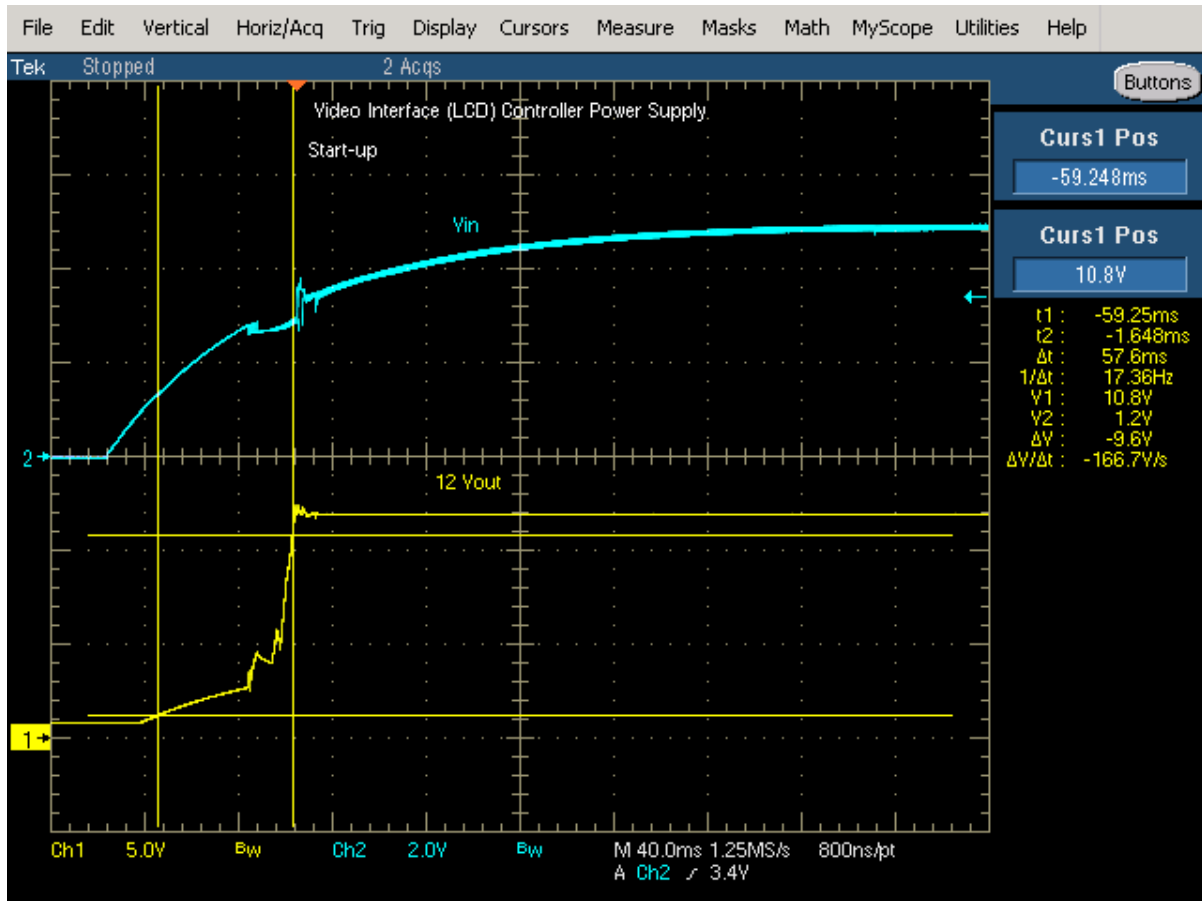 File Edit Vertical Horiz/Acq Trig Display Cursors Measure Masks Math MyScope Utilities Help
Tek Stopped 2 Acqs
Buttons
Video Interface (LCD) Controller Power Supply
Start-up
Curs1 Pos
-59.248ms
Vin
Curs1 Pos
10.8V
t1 : -59.25ms
t2 : -1.648ms
Δt : 57.6ms
1/Δt : 17.36Hz
V1 : 10.8V
V2 : 1.2V
ΔV : -9.6V
ΔV/Δt : -166.7V/s
2
12 Vout
1
Ch1 5.0V BW Ch2 2.0V BW M 40.0ms 1.25MS/s 800ns/pt
A Ch2 / 3.4V